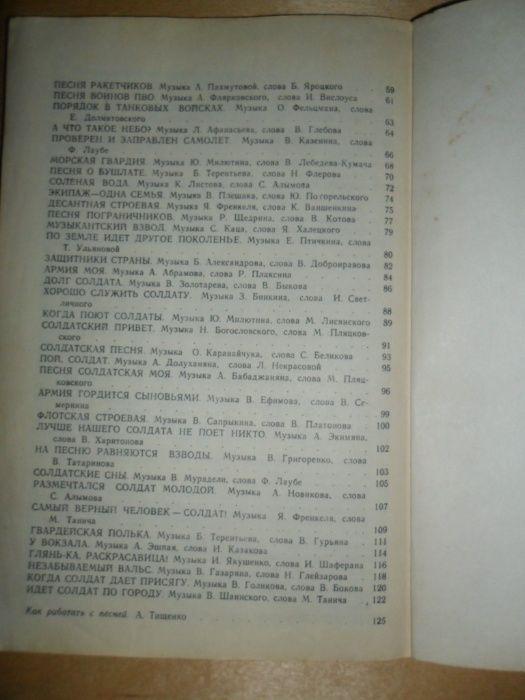 ПЕСНЯ РАКЕТЧИКОВ. Музыка А. Пахмутовой, слова Б. Яроцкого 59
ПЕСНЯ ВОИНОВ ПВО. Музыка А. Флярковского, слова И. Вислоуса 61
ПОРЯДОК В ТАНКОВЫХ ВОЙСКАХ. Музыка О. Фельцмана, слова
Е. Долматовского 63
А ЧТО ТАКОЕ НЕБО? Музыка Л. Афанасьева, слова В. Глебова 64
ПРОВЕРЕН И ЗАПРАВЛЕН САМОЛЕТ. Музыка В. Казенина, слова
Ф. Лаубе 66
МОРСКАЯ ГВАРДИЯ. Музыка Ю. Милютина, слова В. Лебедева-Кумача 68
ПЕСНЯ О БУШЛАТЕ. Музыка Б. Терентьева, слова Н. Флерова 70
СОЛЕНАЯ ВОДА. Музыка К. Листова, слова С. Алымова 72
ЭКИПАЖ — ОДНА СЕМЬЯ. Музыка В. Плешака, слова Ю. Погорельского 74
ДЕСАНТНАЯ СТРОЕВАЯ. Музыка Я. Френкеля, слова К. Ваншенкина 75
ПЕСНЯ ПОГРАНИЧНИКОВ. Музыка Р. Щедрина, слова В. Котова 77
МУЗЫКАНТСКИЙ ВЗВОД. Музыка С. Каца, слова Я. Халецкого 79
ПО ЗЕМЛЕ ИДЕТ ДРУГОЕ ПОКОЛЕНЬЕ. Музыка Е. Птичкина, слова
Т. Ульяновой 80
ЗАЩИТНИКИ СТРАНЫ. Музыка Б. Александрова, слова В. Добронравова 82
АРМИЯ МОЯ. Музыка А. Абрамова, слова Р. Плаксина 84
ДОЛГ СОЛДАТА. Музыка В. Золотарева, слова В. Быкова 86
ХОРОШО СЛУЖИТЬ СОЛДАТУ. Музыка З. Бинкина, слова И. Свет-
личного 88
КОГДА ПОЮТ СОЛДАТЫ. Музыка Ю. Милютина, слова М. Лисянского 89
СОЛДАТСКИЙ ПРИВЕТ. Музыка Н. Богословского, слова М. Пляцков-
ского 91
СОЛДАТСКАЯ ПЕСНЯ. Музыка О. Каравайчука, слова С. Беликова 93
ПОЙ, СОЛДАТ. Музыка А. Долуханяна, слова Л. Некрасовой 95
ПЕСНЯ СОЛДАТСКАЯ МОЯ. Музыка А. Бабаджаняна, слова М. Пляц-
ковского 96
АРМИЯ ГОРДИТСЯ СЫНОВЬЯМИ. Музыка В. Ефимова, слова В. Се-
мернина 99
ФЛОТСКАЯ СТРОЕВАЯ. Музыка В. Сапрыкина, слова В. Платонова 100
ЛУЧШЕ НАШЕГО СОЛДАТА НЕ ПОЕТ НИКТО. Музыка А. Экимяна,
слова В. Харитонова 102
НА ПЕСНЮ РАВНЯЮТСЯ ВЗВОДЫ. Музыка В. Григоренко, слова
В. Татаринова 103
СОЛДАТСКИЕ СНЫ. Музыка В. Мурадели, слова Ф. Лаубе 105
РАЗМЕЧТАЛСЯ СОЛДАТ МОЛОДОЙ. Музыка А. Новикова, слова
С. Алымова 107
САМЫЙ ВЕРНЫЙ ЧЕЛОВЕК — СОЛДАТ! Музыка Я. Френкеля, слова
М. Танича 109
ГВАРДЕЙСКАЯ ПОЛЬКА. Музыка Б. Терентьева, слова В. Гурьяна 111
У ВОКЗАЛА. Музыка А. Эшпая, слова И. Казакова 114
ГЛЯНЬ-КА, РАСКРАСАВИЦА! Музыка И. Якушенко, слова И. Шаферана 116
НЕЗАБЫВАЕМЫЙ ВАЛЬС. Музыка В. Газаряна, слова Н. Глейзарова 118
КОГДА СОЛДАТ ДАЕТ ПРИСЯГУ. Музыка В. Голикова, слова В. Бокова 120
ИДЕТ СОЛДАТ ПО ГОРОДУ. Музыка В. Шаинского, слова М. Танича 122
Как работать с песней. А. Тищенко 125